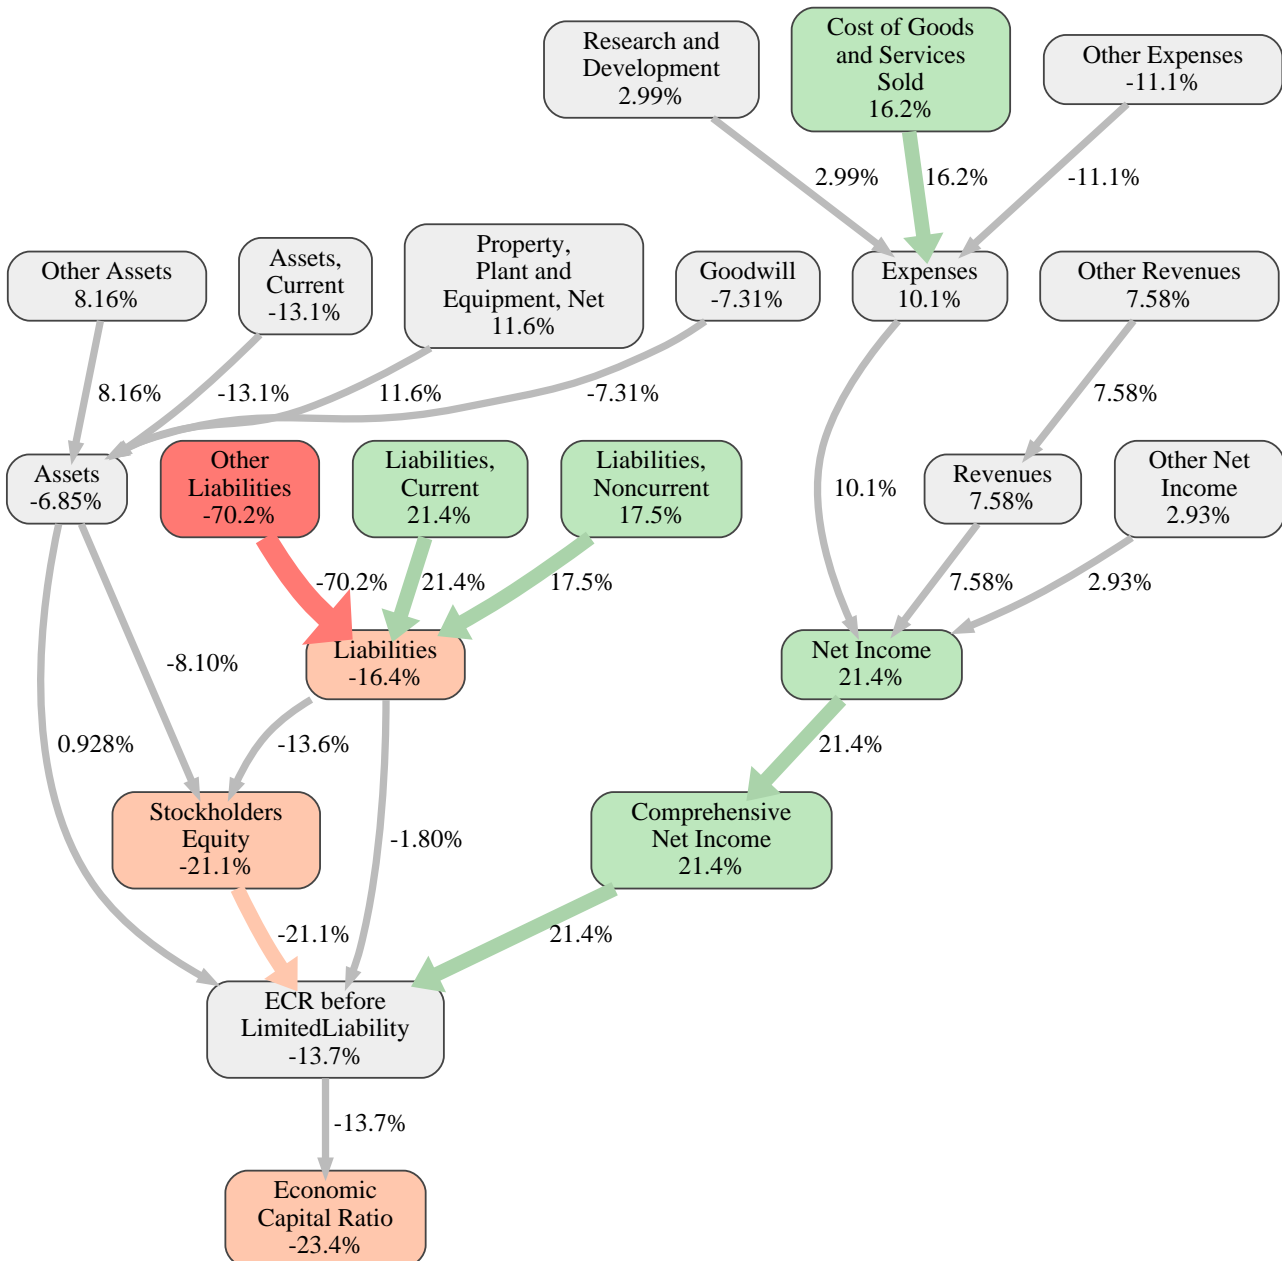 Research and
Development
2.99%
Cost of Goods
and Services
Sold
16.2%
Other Expenses
-11.1%
2.99%
16.2%
-11.1%
Other Assets
8.16%
Assets,
Current
-13.1%
Property,
Plant and
Equipment, Net
11.6%
Goodwill
-7.31%
Expenses
10.1%
Other Revenues
7.58%
8.16%
-13.1%
11.6%
-7.31%
7.58%
Assets
-6.85%
Other
Liabilities
-70.2%
Liabilities,
Current
21.4%
Liabilities,
Noncurrent
17.5%
10.1%
Revenues
7.58%
Other Net
Income
2.93%
-70.2%
21.4%
17.5%
7.58%
2.93%
Liabilities
-16.4%
Net Income
21.4%
-8.10%
0.928%
-13.6%
21.4%
Stockholders
Equity
-21.1%
-1.80%
Comprehensive
Net Income
21.4%
-21.1%
21.4%
ECR before
LimitedLiability
-13.7%
-13.7%
Economic
Capital Ratio
-23.4%